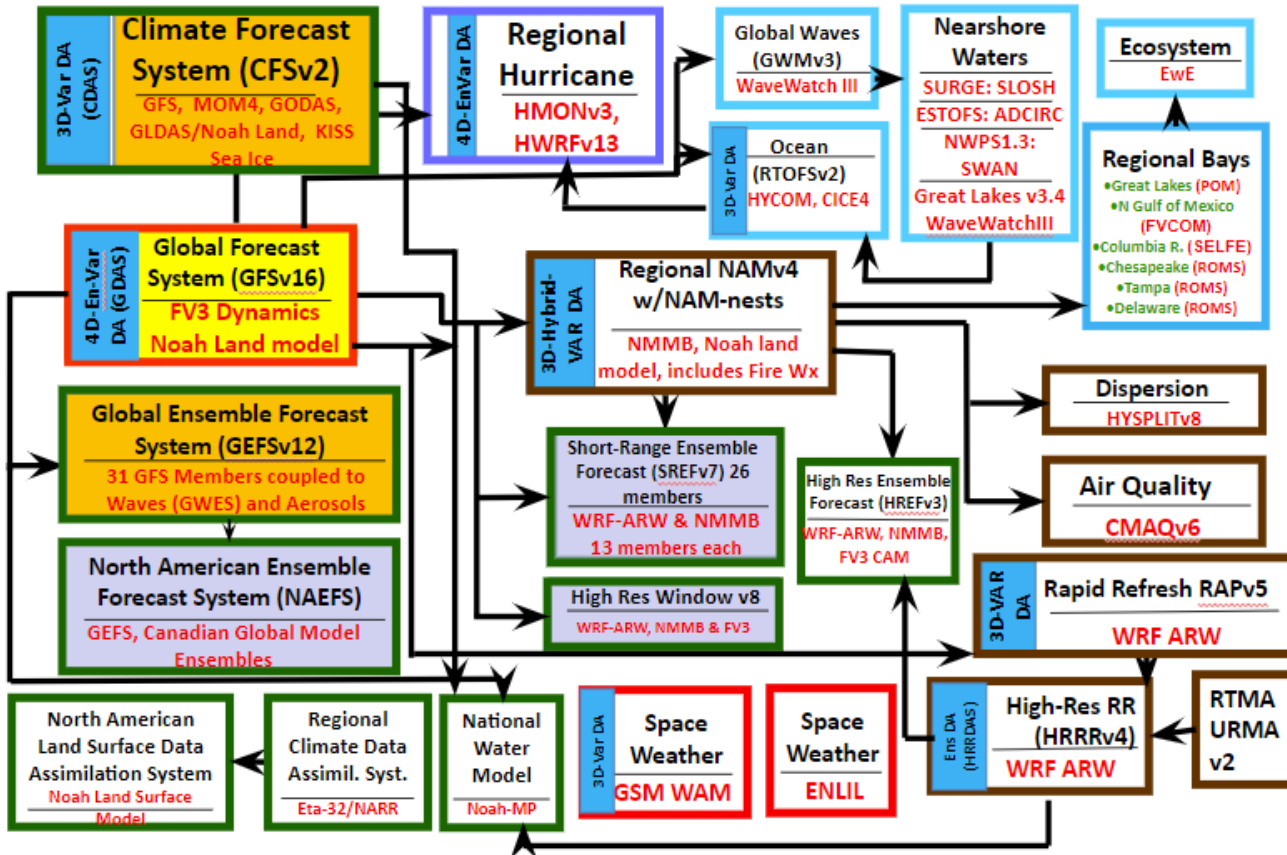 3D-Var DA
(CDAS)
Climate Forecast
System (CFSv2)
GFS, MOM4, GODAS,
GLDAS/Noah Land, KISS
Sea Ice
4D-EnVar DA
Regional
Hurricane
HMONv3,
HWRFv13
Global Waves
(GWMv3)
WaveWatch III
3D-Var DA
Ocean
(RTOFSv2)
HYCOM, CICE4
Nearshore
Waters
SURGE: SLOSH
ESTOFS: ADCIRC
NWPS1.3:
SWAN
Great Lakes v3.4
WaveWatchIII
Ecosystem
EwE
Regional Bays
•Great Lakes (POM)
•N Gulf of Mexico
(FVCOM)
•Columbia R. (SELFE)
•Chesapeake (ROMS)
•Tampa (ROMS)
•Delaware (ROMS)
4D-En-Var
DA (GDAS)
Global Forecast
System (GFSv16)
FV3 Dynamics
Noah Land model
3D-Hybrid-
VAR DA
Regional NAMv4
w/NAM-nests
NMMB, Noah land
model, includes Fire Wx
Global Ensemble Forecast
System (GEFSv12)
31 GFS Members coupled to
Waves (GWES) and Aerosols
Short-Range Ensemble
Forecast (SREFv7) 26
members
WRF-ARW & NMMB
13 members each
High Res Ensemble
Forecast (HREFv3)
WRF-ARW, NMMB,
FV3 CAM
Dispersion
HYSPLITv8
Air Quality
CMAQv6
North American Ensemble
Forecast System (NAEFS)
GEFS, Canadian Global Model
Ensembles
High Res Window v8
WRF-ARW, NMMB & FV3
3D-VAR
DA
Rapid Refresh RAPv5
WRF ARW
North American
Land Surface Data
Assimilation System
Noah Land Surface
Model
Regional
Climate Data
Assimil. Syst.
Eta-32/NARR
National
Water
Model
Noah-MP
3D-Var DA
Space
Weather
GSM WAM
Space
Weather
ENLIL
Ens DA
(HRRDAS)
High-Res RR
(HRRRv4)
WRF ARW
RTMA
URMA
v2